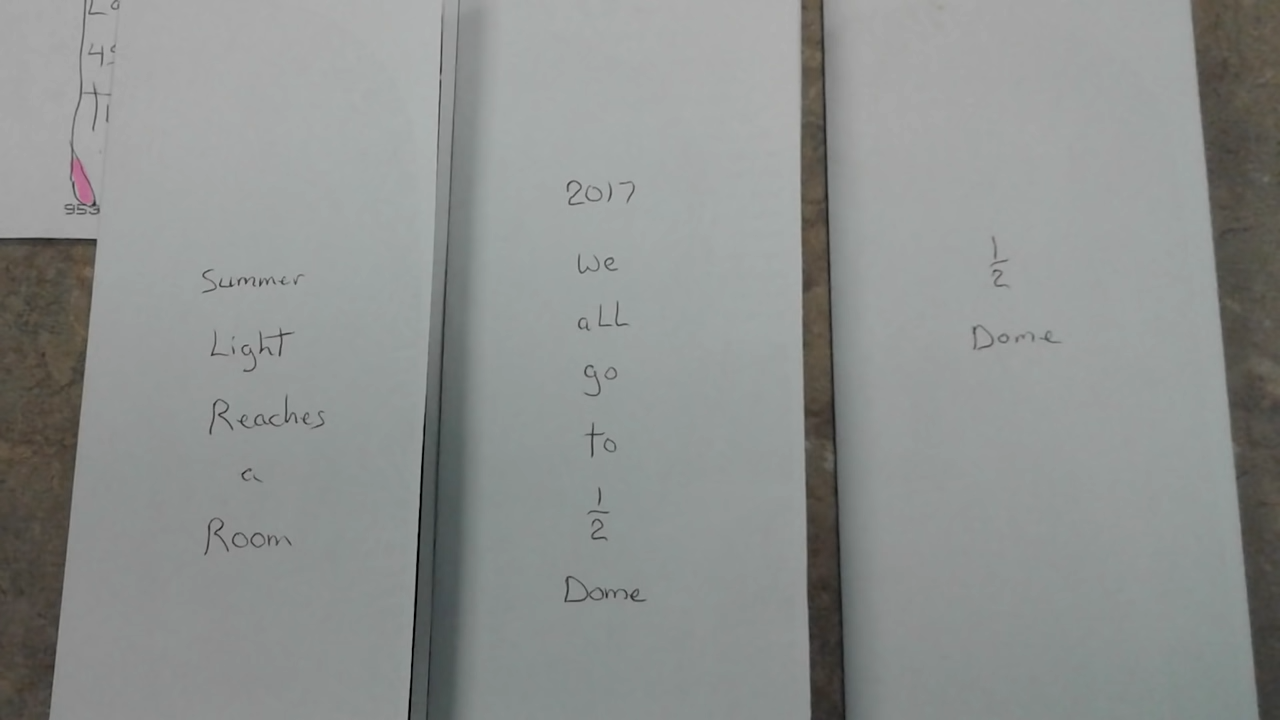 953
Summer
Light
Reaches
a
Room
2017
we
aLL
go
to
1/2
Dome
1/2
Dome